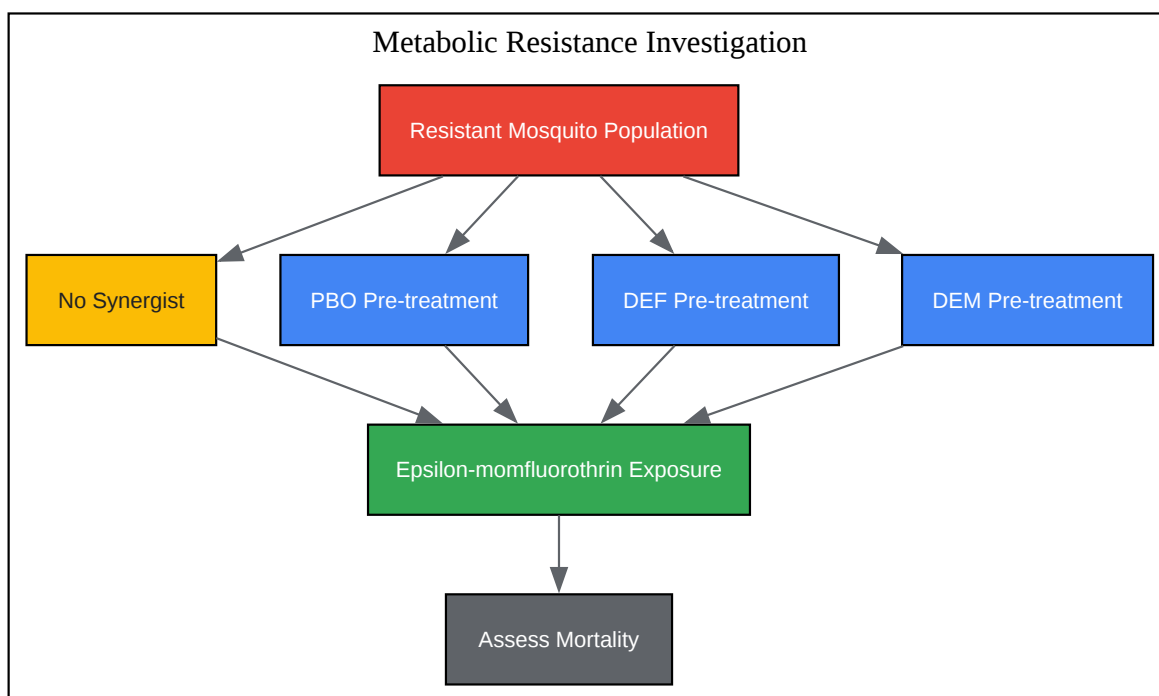 Metabolic Resistance Investigation
Resistant Mosquito Population
No Synergist
PBO Pre-treatment
DEF Pre-treatment
DEM Pre-treatment
Epsilon-momfluorothrin Exposure
Assess Mortality